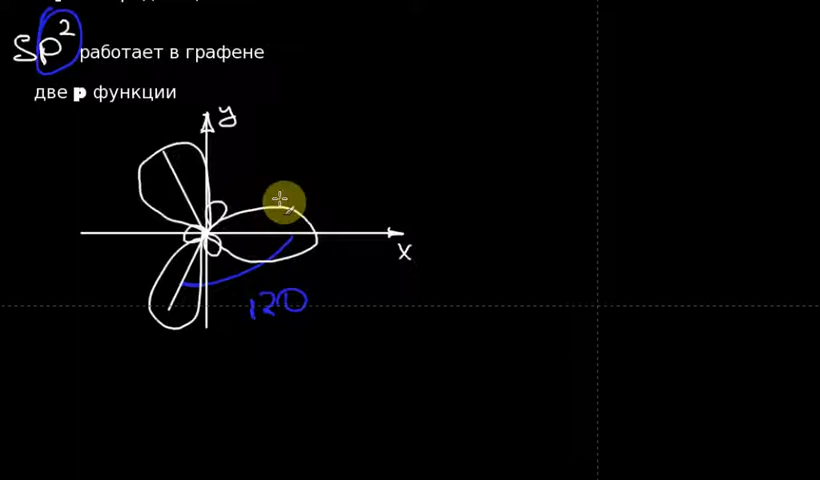 sp² работает в графене
две p функции
y
x
120